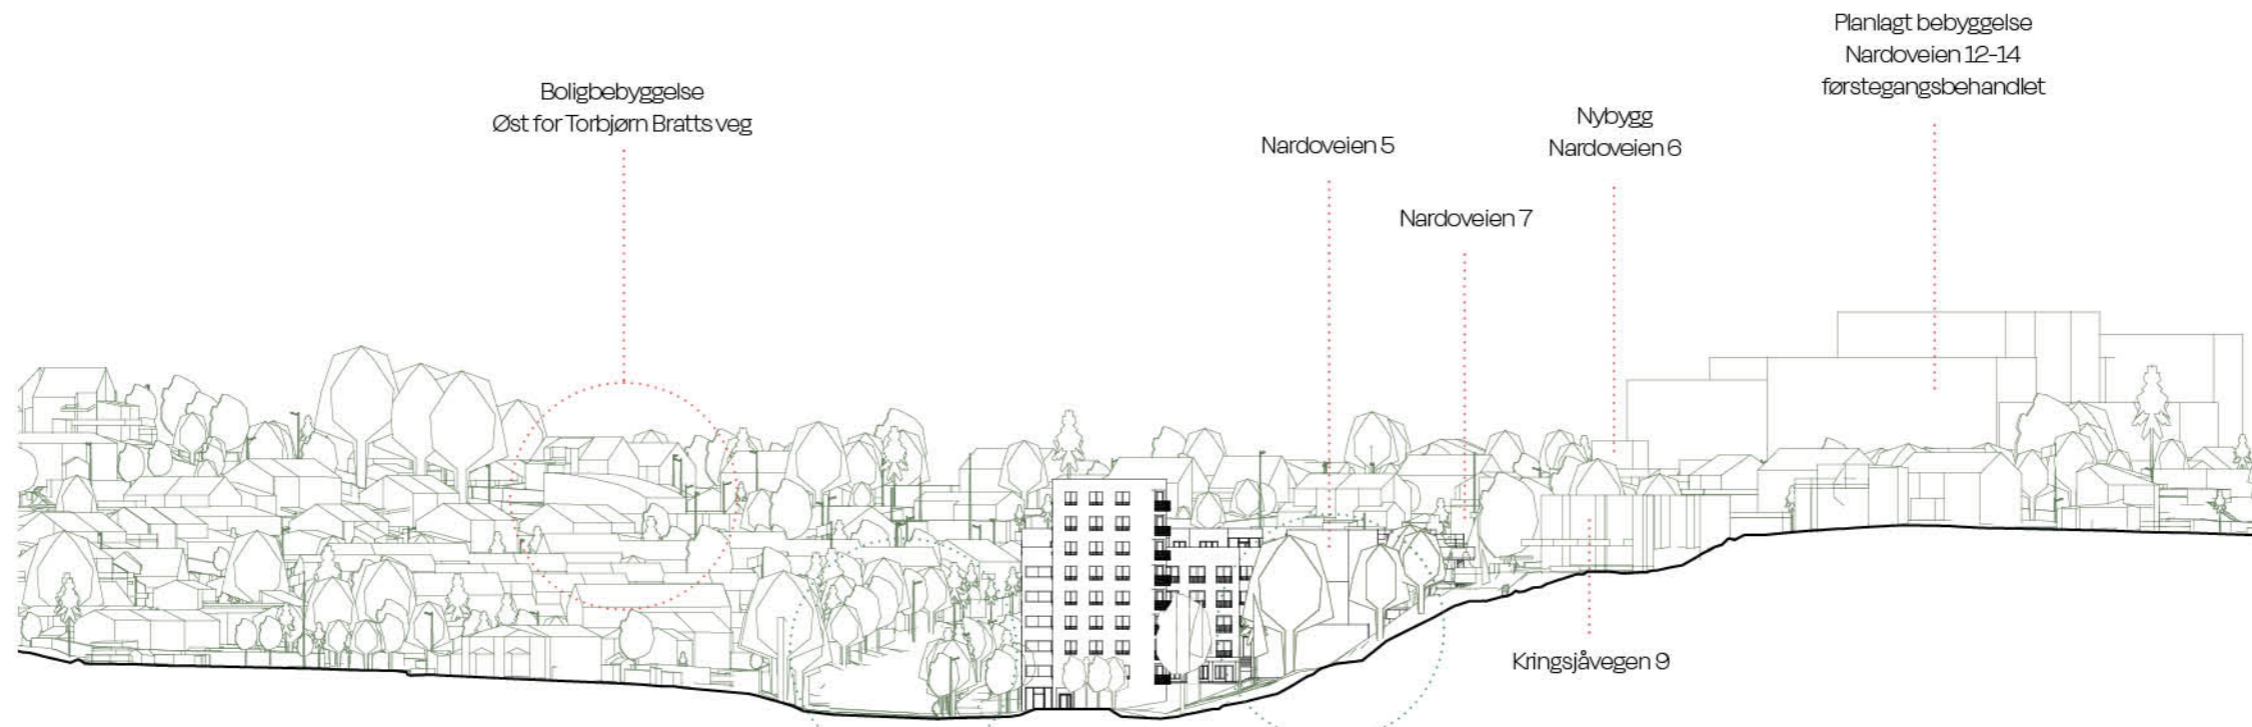 Planlagt bebyggelse
Nardoveien 12-14
førstegangsbehandlet
Boligbebyggelse
Øst for Torbjørn Bratts veg
Nybygg
Nardoveien 6
Nardoveien 5
Nardoveien 7
Kringsjåvegen 9